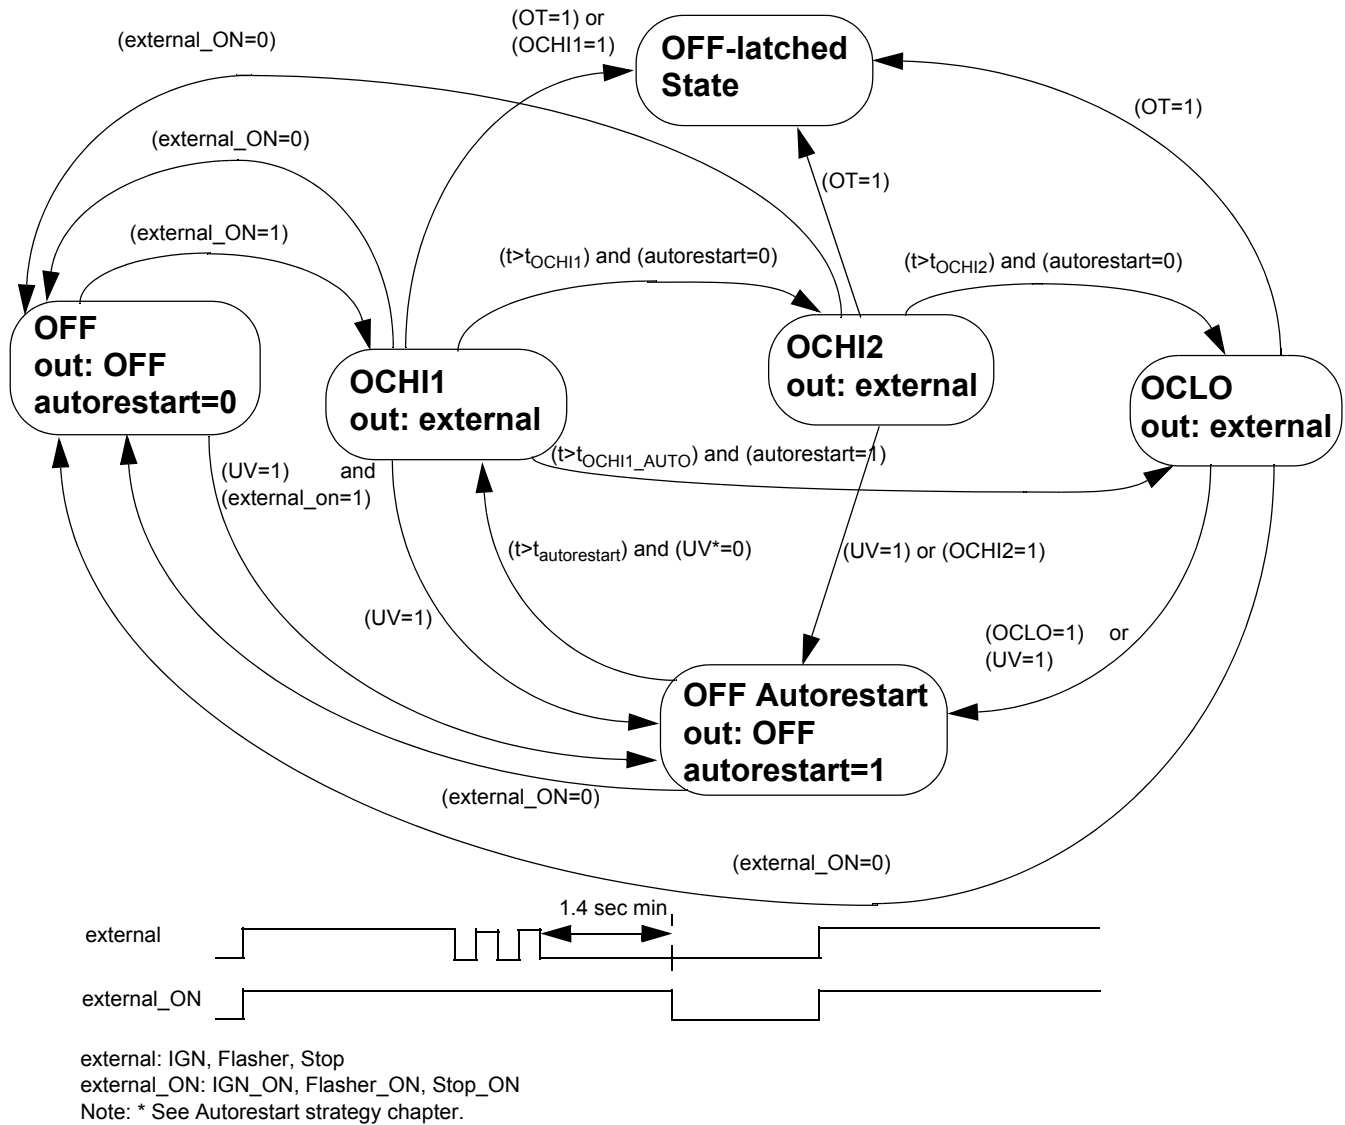 (OT=1) or
(OCHI1=1)
(external_ON=0)
OFF-latched
State
(OT=1)
(external_ON=0)
(OT=1)
(external_ON=1)
(t>tOCHI1) and (autorestart=0)
(t>tOCHI2) and (autorestart=0)
OFF
out: OFF
autorestart=0
OCHI1
out: external
OCHI2
out: external
OCLO
out: external
(UV=1) and
(external_on=1)
(t>tOCHI1_AUTO) and (autorestart=1)
(t>tautorestart) and (UV*=0)
(UV=1) or (OCHI2=1)
(UV=1)
(OCLO=1) or
(UV=1)
OFF Autorestart
out: OFF
autorestart=1
(external_ON=0)
(external_ON=0)
1.4 sec min
external
external_ON
external: IGN, Flasher, Stop
external_ON: IGN_ON, Flasher_ON, Stop_ON
Note: * See Autorestart strategy chapter.